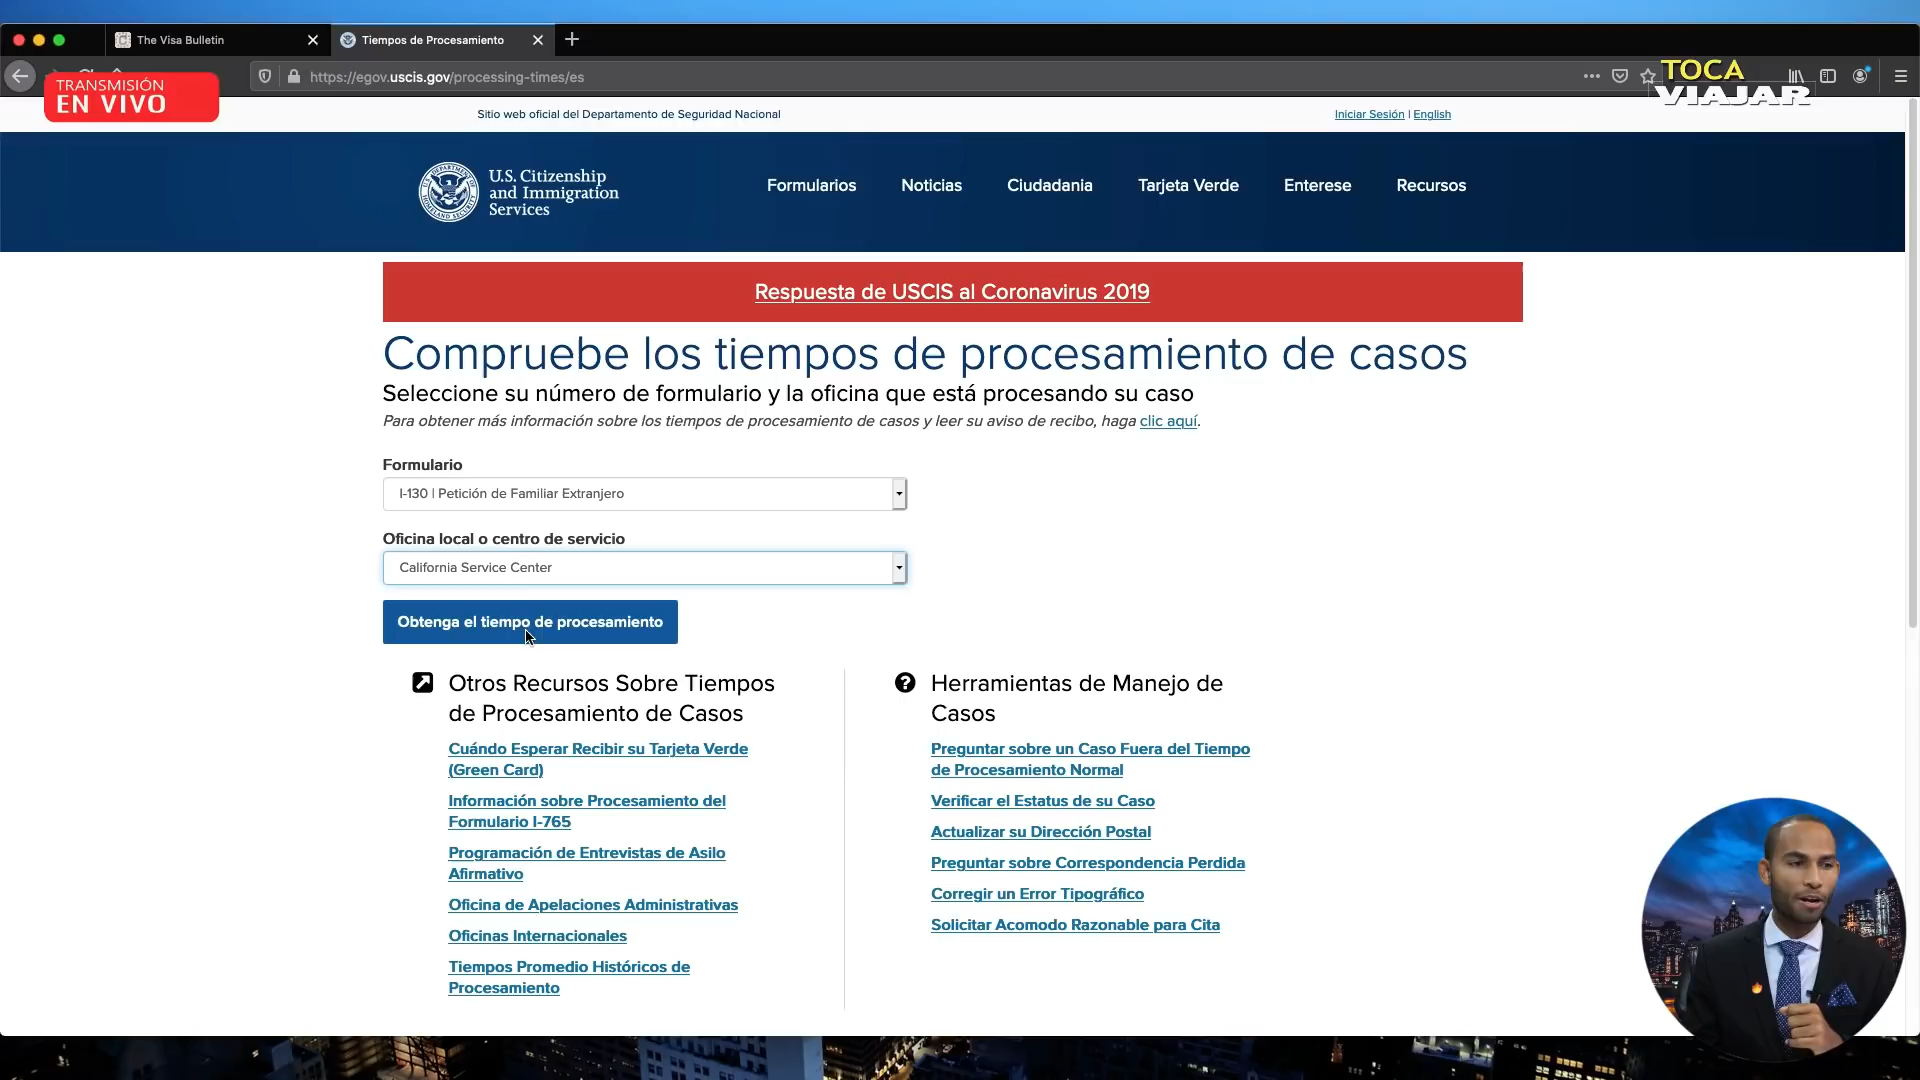 The Visa Bulletin
Tiempos de Procesamiento
https://egov.uscis.gov/processing-times/es
TRANSMISIÓN
EN VIVO
TOCA
VIAJAR
Sitio web oficial del Departamento de Seguridad Nacional
Iniciar Sesión | English
U.S. Citizenship
and Immigration
Services
Formularios
Noticias
Ciudadania
Tarjeta Verde
Enterese
Recursos
Respuesta de USCIS al Coronavirus 2019
Compruebe los tiempos de procesamiento de casos
Seleccione su número de formulario y la oficina que está procesando su caso
Para obtener más información sobre los tiempos de procesamiento de casos y leer su aviso de recibo, haga clic aquí.
Formulario
I-130 | Petición de Familiar Extranjero
Oficina local o centro de servicio
California Service Center
Obtenga el tiempo de procesamiento
Otros Recursos Sobre Tiempos
de Procesamiento de Casos
Cuándo Esperar Recibir su Tarjeta Verde
(Green Card)
Información sobre Procesamiento del
Formulario I-765
Programación de Entrevistas de Asilo
Afirmativo
Oficina de Apelaciones Administrativas
Oficinas Internacionales
Tiempos Promedio Históricos de
Procesamiento
Herramientas de Manejo de
Casos
Preguntar sobre un Caso Fuera del Tiempo
de Procesamiento Normal
Verificar el Estatus de su Caso
Actualizar su Dirección Postal
Preguntar sobre Correspondencia Perdida
Corregir un Error Tipográfico
Solicitar Acomodo Razonable para Cita